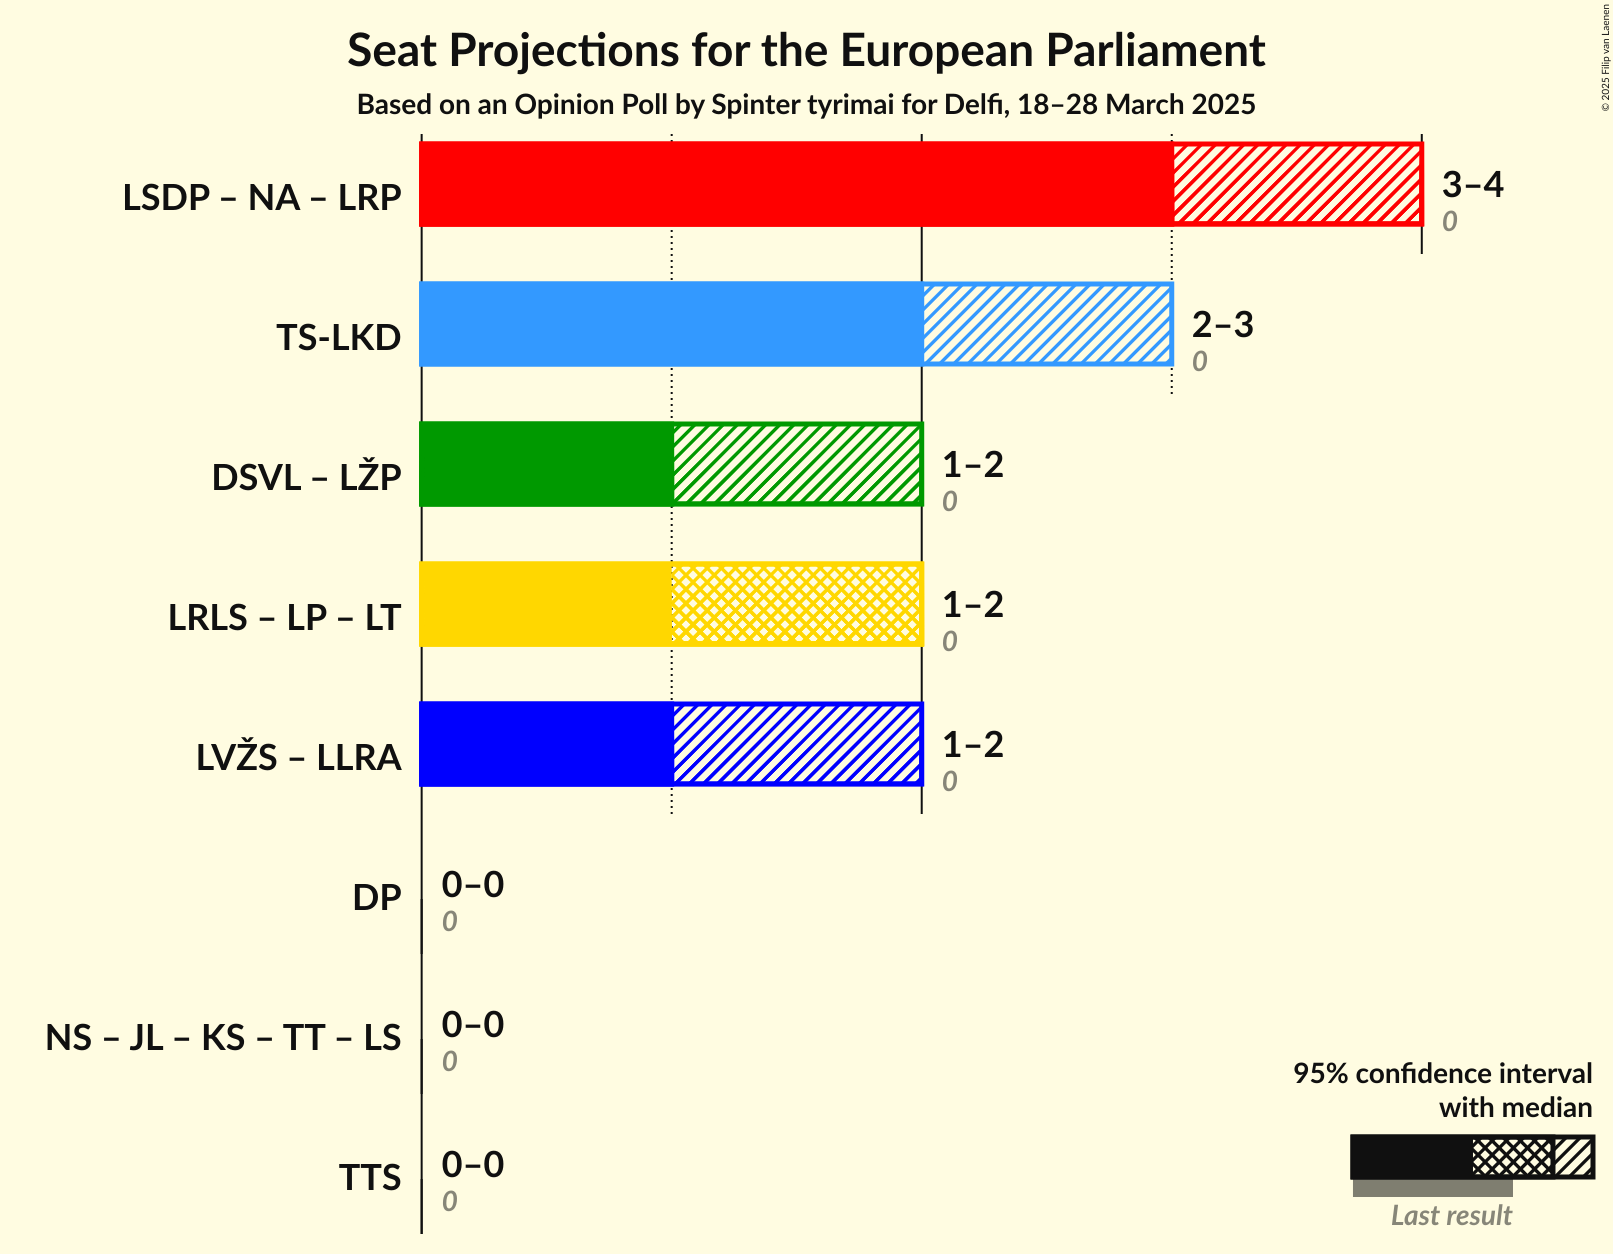 Seat Projections for the European Parliament
Based on an Opinion Poll by Spinter tyrimai for Delfi, 18–28 March 2025
© 2025 Filip van Laenen
LSDP – NA – LRP
3–4
0
TS-LKD
2–3
0
DSVL – LŽP
1–2
0
LRLS – LP – LT
1–2
0
LVŽS – LLRA
1–2
0
DP
0–0
0
NS – JL – KS – TT – LS
0–0
0
TTS
0–0
0
95% confidence interval
with median
Last result